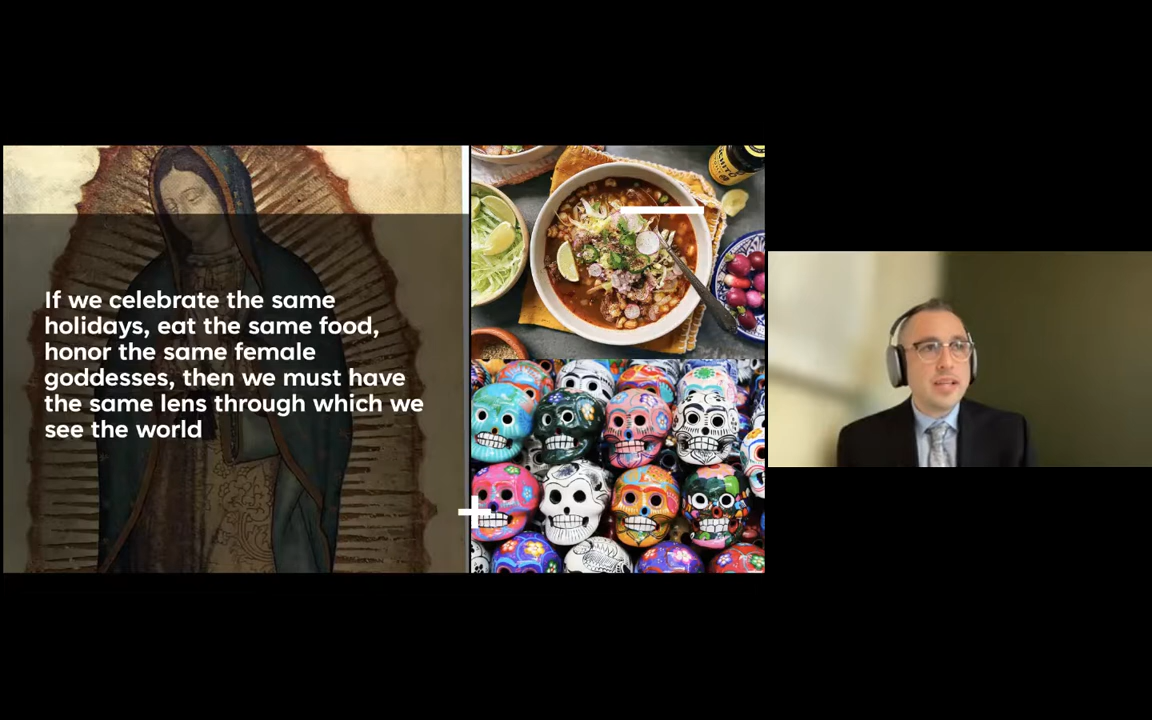 If we celebrate the same
holidays, eat the same food,
honor the same female
goddesses, then we must have
the same lens through which we
see the world